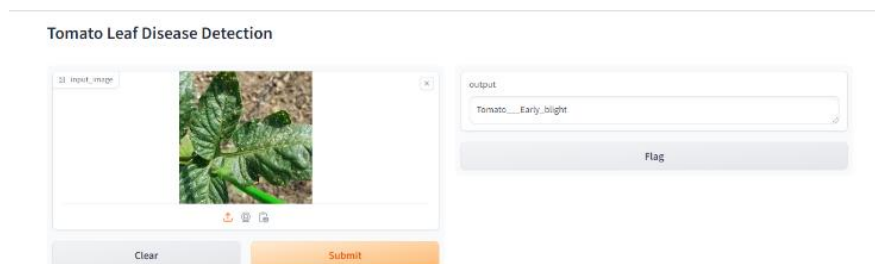 Tomato Leaf Disease Detection
input_image
output
Tomato___Early_blight
Flag
Clear
Submit